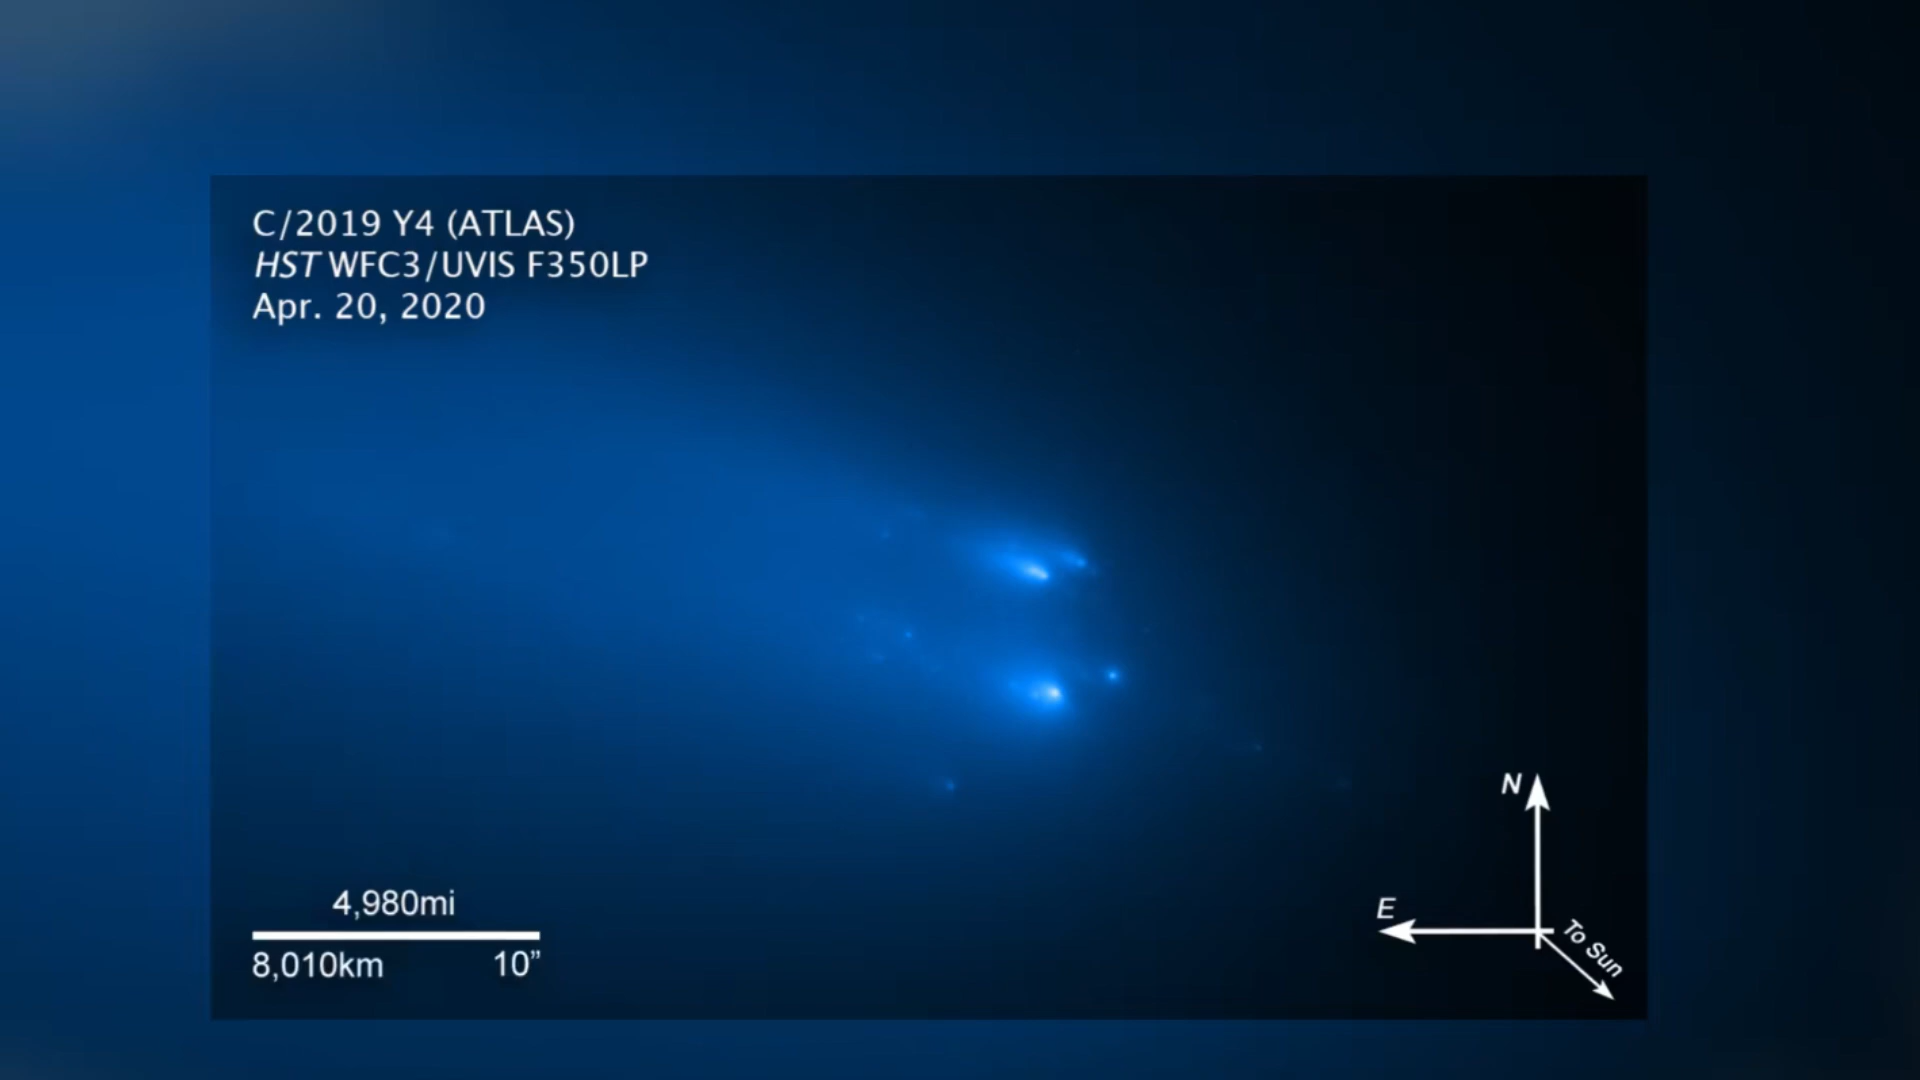 C/2019 Y4 (ATLAS)
HST WFC3/UVIS F350LP
Apr. 20, 2020
4,980mi
8,010km 10”
N
E
To Sun